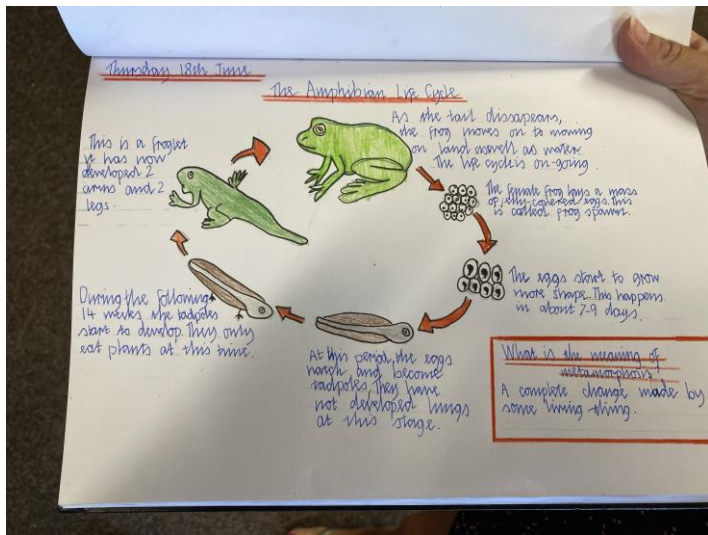 Thursday 18th June
The Amphibian Life Cycle
As the tail dissapears,
the frog moves on to moving
on land aswell as water.
The life cycle is on-going.
The female frog lays a mass
of jelly-covered eggs. This
is called frog spawn.
The eggs start to grow
more shape. This happens
in about 7-9 days.
At this period, the eggs
hatch and become
tadpoles. They have
not developed lungs
at this stage.
During the following
14 weeks the tadpoles
start to develop. They only
eat plants at this time.
This is a froglet
it has now
developed 2
arms and 2
legs.
What is the meaning of
metamorphosis
A complete change made by
some living thing.